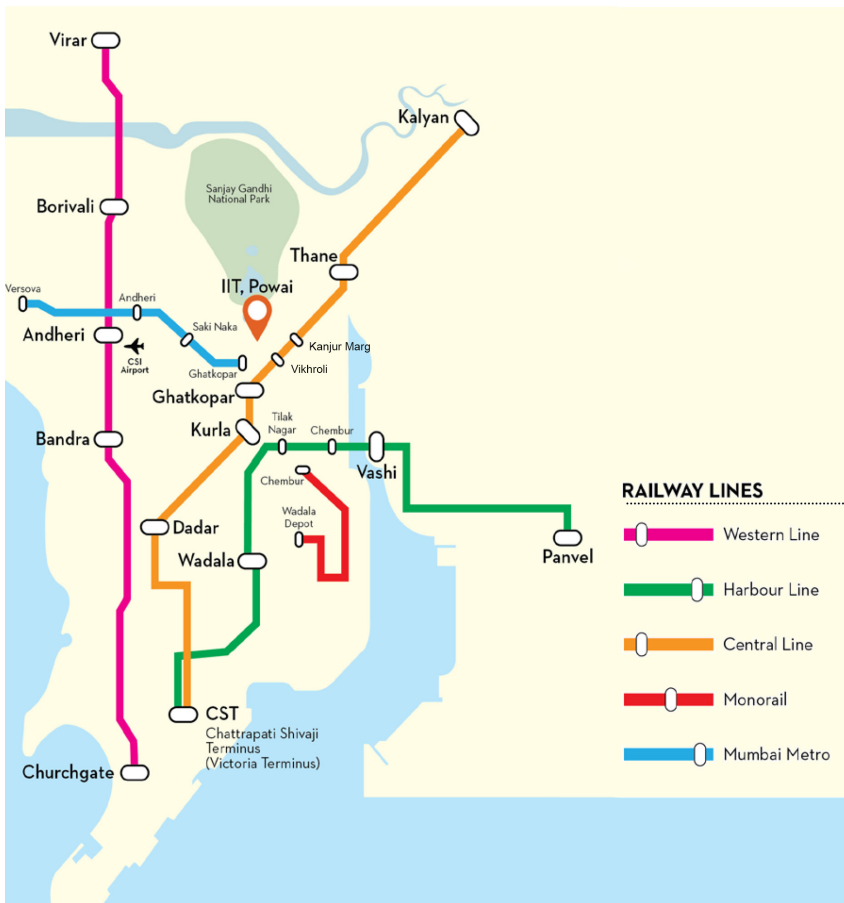 Virar
Kalyan
Sanjay Gandhi
National Park
Borivali
Thane
IIT, Powai
Versova
Andheri
Saki Naka
Andheri
Kanjur Marg
CSI
Airport
Vikhroli
Ghatkopar
Ghatkopar
Tilak
Nagar
Chembur
Kurla
Bandra
Vashi
Chembur
RAILWAY LINES
Wadala
Depot
Dadar
Western Line
Wadala
Panvel
Harbour Line
Central Line
Monorail
CST
Chattrapati Shivaji
Terminus
(Victoria Terminus)
Mumbai Metro
Churchgate